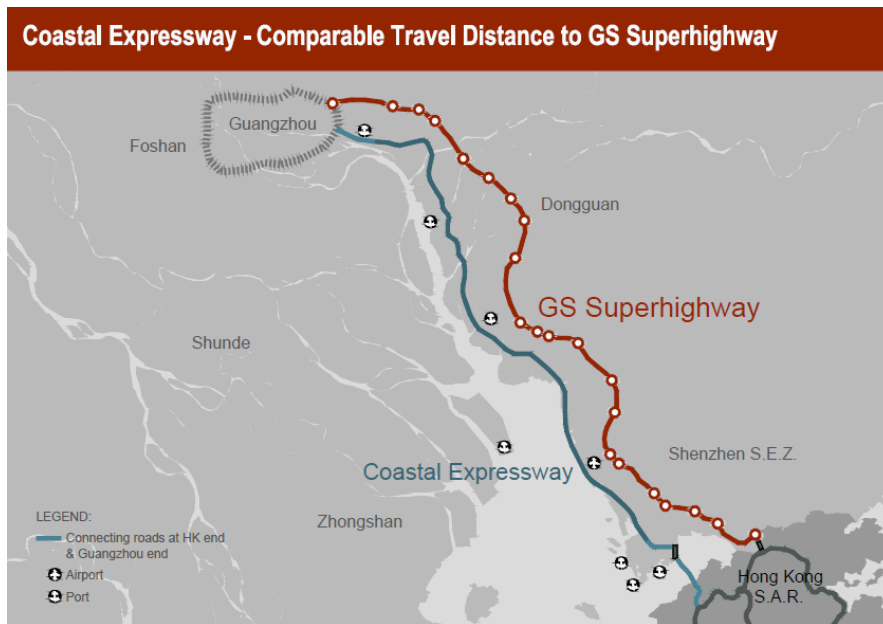 Coastal Expressway - Comparable Travel Distance to GS Superhighway
Guangzhou
Foshan
Dongguan
GS Superhighway
Shunde
Shenzhen S.E.Z.
Coastal Expressway
Zhongshan
LEGEND:
Connecting roads at HK end
& Guangzhou end
Airport
Port
Hong Kong
S.A.R.